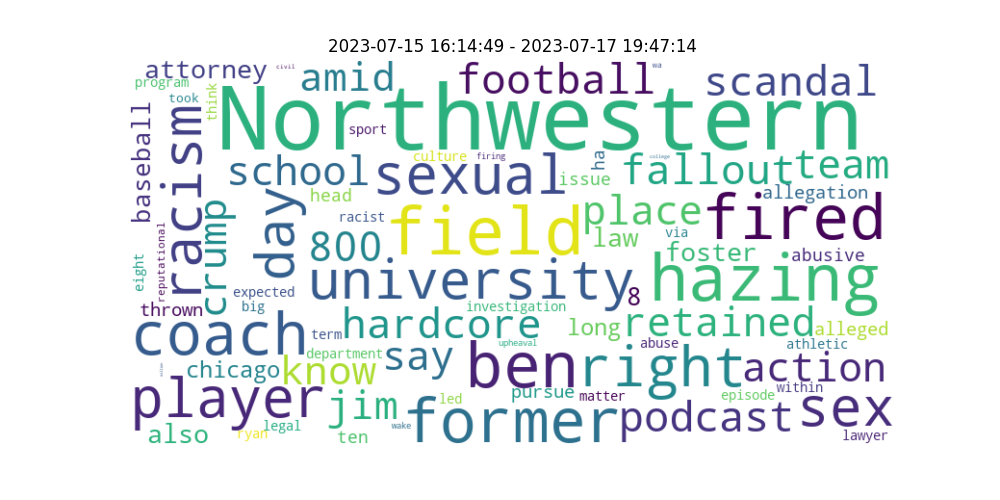 2023-07-15 16:14:49 - 2023-07-17 19:47:14
attorney
civil
amid
football
wa
scandal
program
took
think
Northwestern
baseball
racism
sport
school
culture
firing
sexual
ha
issue
college
fallout
team
crump
day
head
racist
800
field
place
law
via
allegation
fired
foster
abusive
eight
reputational
expected
big
university
8
hazing
thrown
coach
term
investigation
hardcore
long
retained
alleged
chicago
department
know
say
upheaval
abuse
athletic
ben
right
action
player
jim
led
pursue
matter
episode
within
sex
also
ryan
legal
ten
wake
former
podcast
lawyer